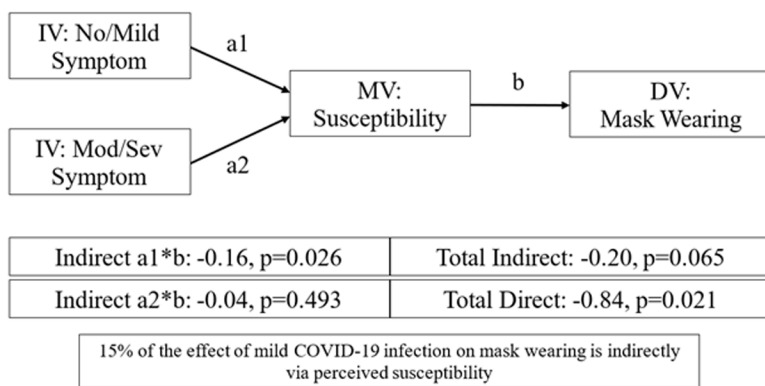 IV: No/Mild
Symptom
a1
MV:
Susceptibility
b
DV:
Mask Wearing
IV: Mod/Sev
Symptom
a2
Indirect a1*b: -0.16, p=0.026
Total Indirect: -0.20, p=0.065
Indirect a2*b: -0.04, p=0.493
Total Direct: -0.84, p=0.021
15% of the effect of mild COVID-19 infection on mask wearing is indirectly
via perceived susceptibility